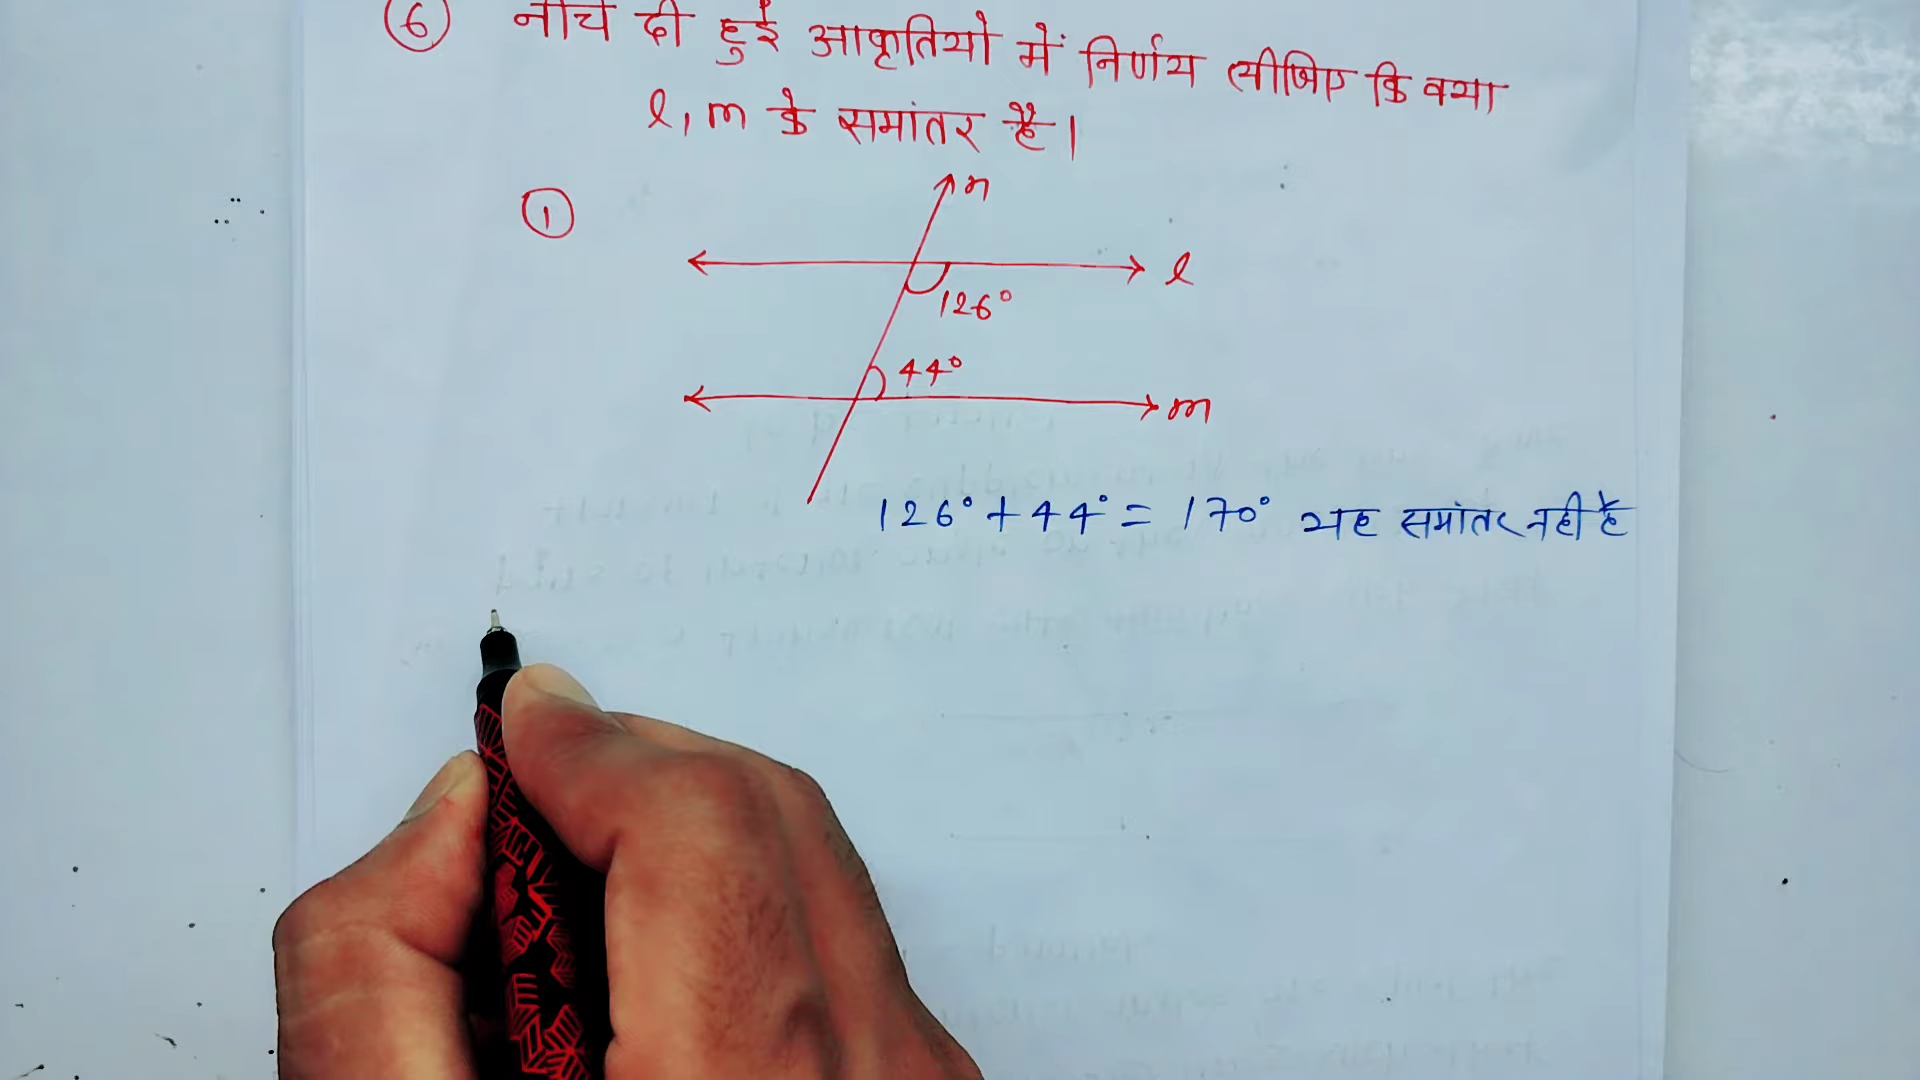 6 नीचे दी हुई आकृतियो में निर्णय लीजिए कि क्या
l, m के समांतर है।
1
n
l
126°
44°
m
126° + 44° = 170° यह समांतर नही है